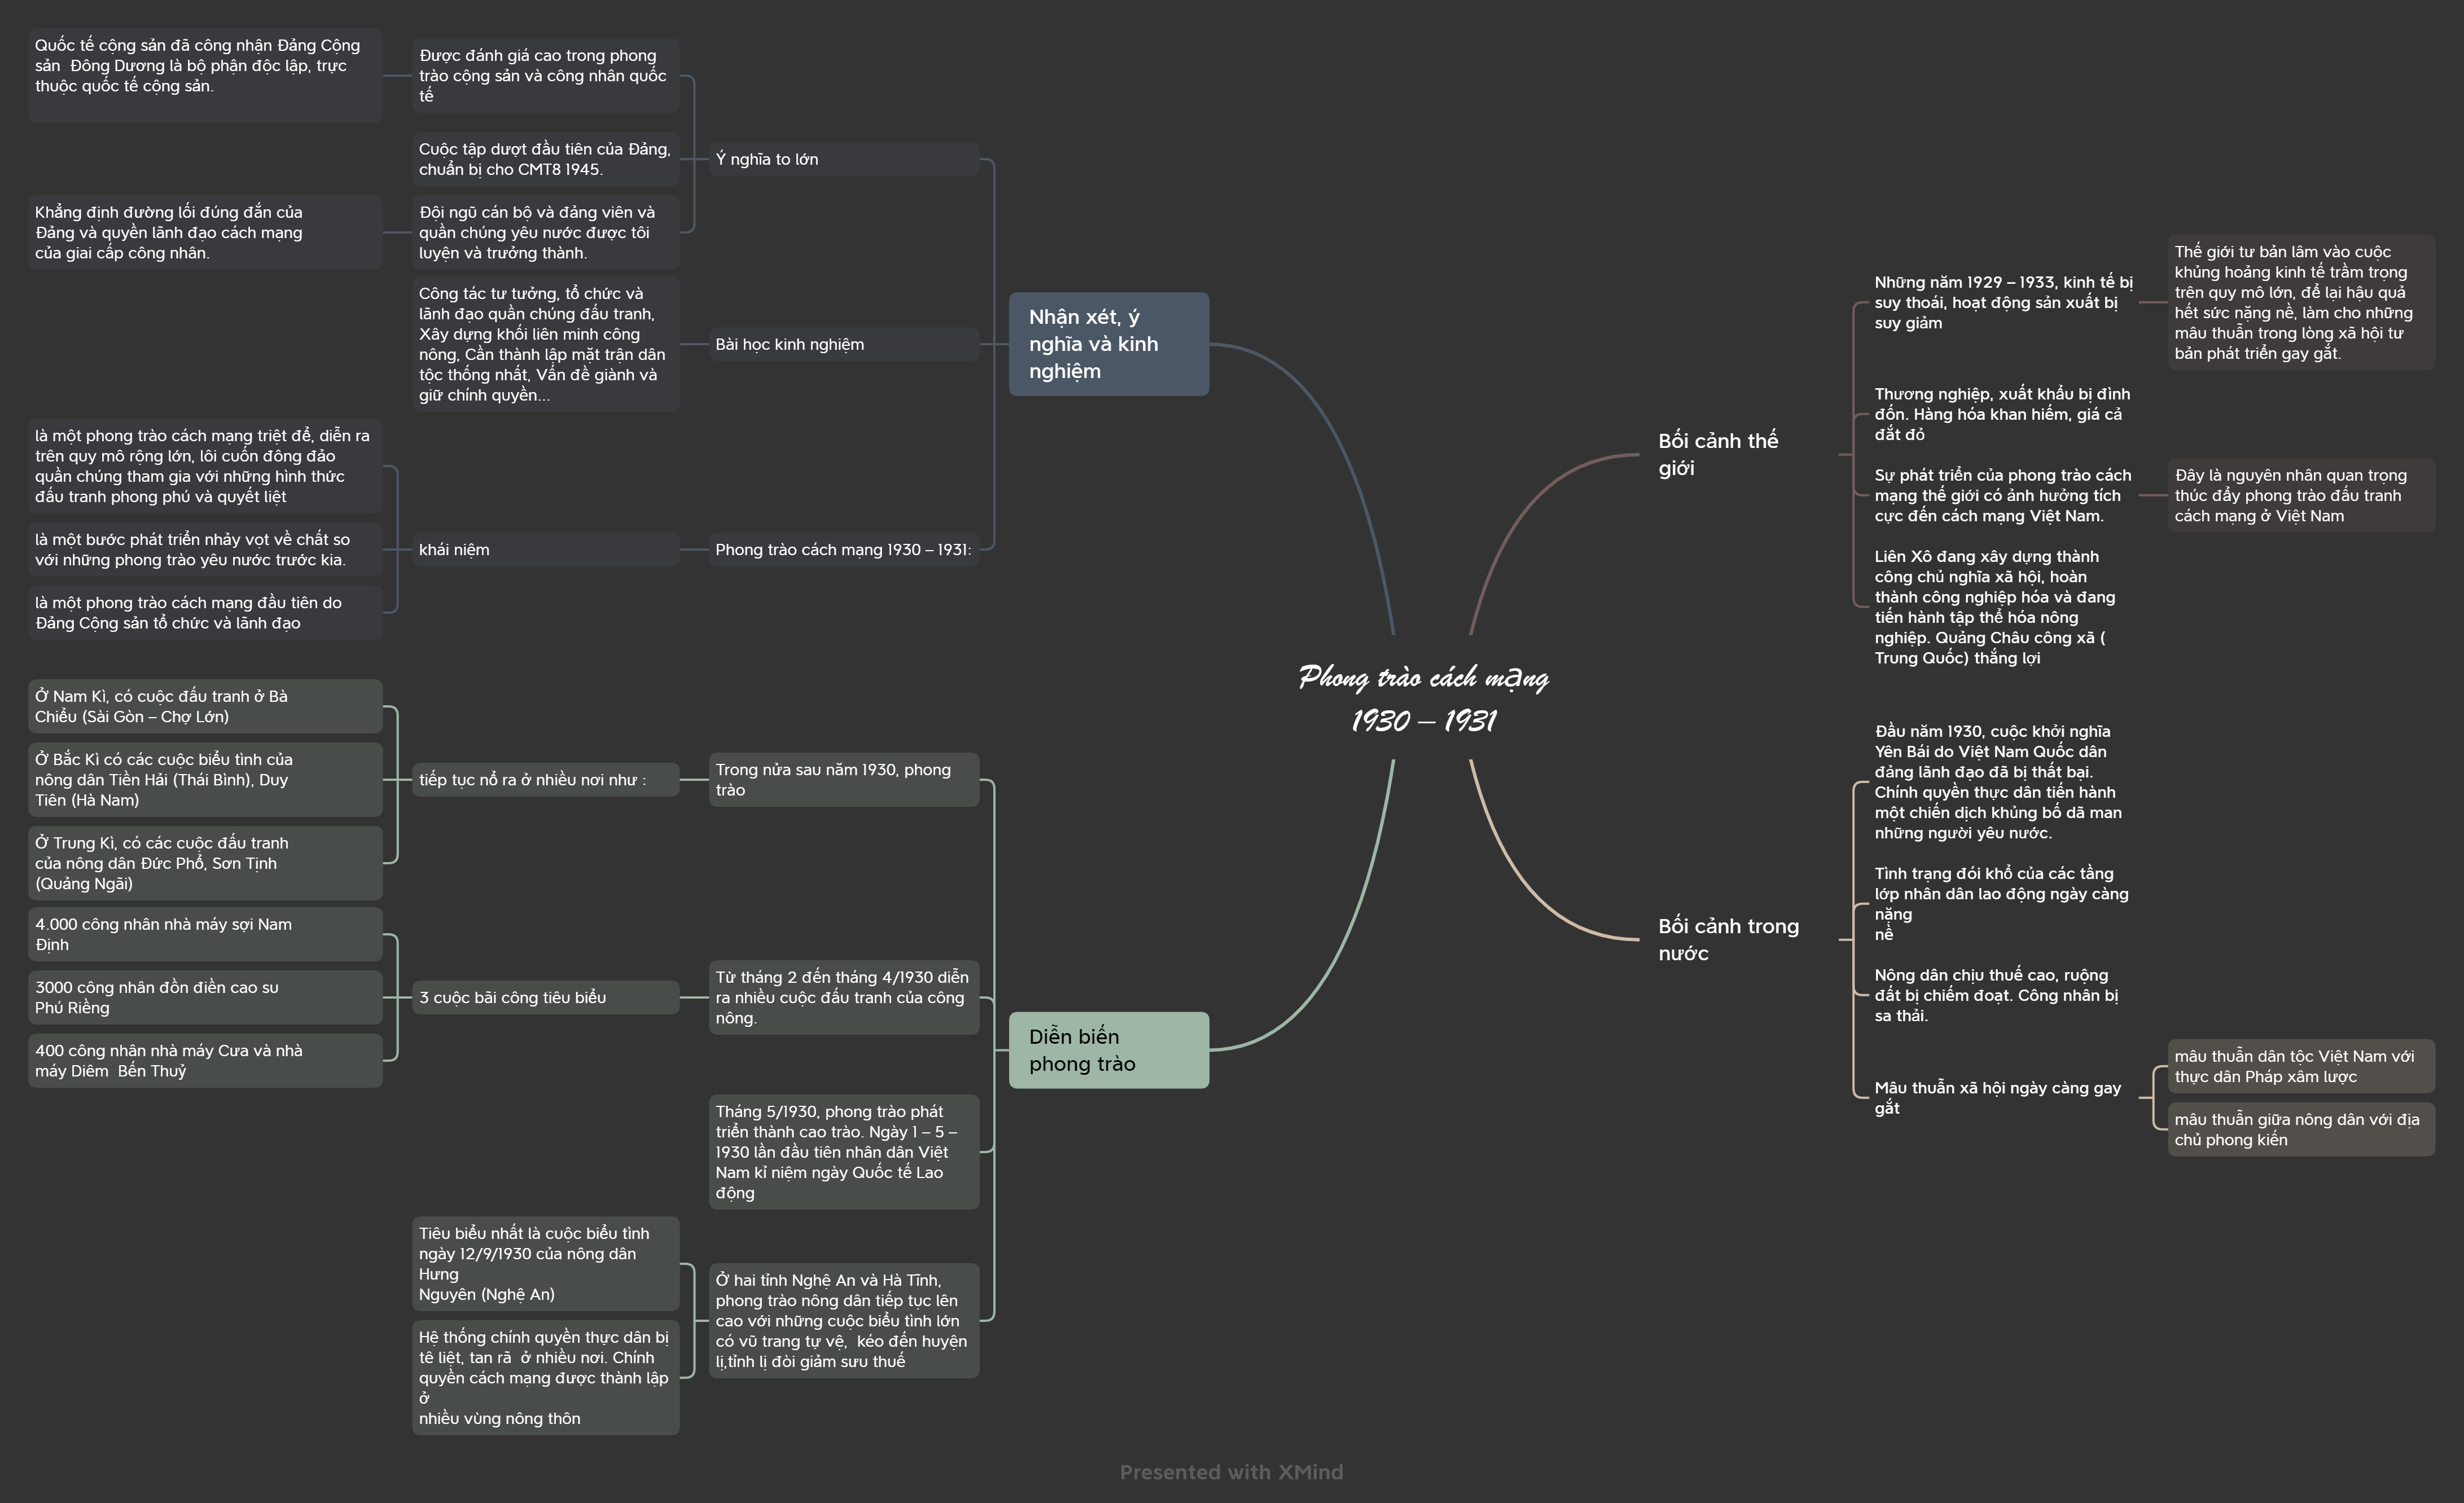 Phong trào cách mạng
1930 – 1931
Bối cảnh thế
giới
Những năm 1929 – 1933, kinh tế bị
suy thoái, hoạt động sản xuất bị
suy giảm
Thế giới tư bản lâm vào cuộc
khủng hoảng kinh tế trầm trọng
trên quy mô lớn, để lại hậu quả
hết sức nặng nề, làm cho những
mâu thuẫn trong lòng xã hội tư
bản phát triển gay gắt.
Thương nghiệp, xuất khẩu bị đình
đốn. Hàng hóa khan hiếm, giá cả
đắt đỏ
Sự phát triển của phong trào cách
mạng thế giới có ảnh hưởng tích
cực đến cách mạng Việt Nam.
Đây là nguyên nhân quan trọng
thúc đẩy phong trào đấu tranh
cách mạng ở Việt Nam
Liên Xô đang xây dựng thành
công chủ nghĩa xã hội, hoàn
thành công nghiệp hóa và đang
tiến hành tập thể hóa nông
nghiệp. Quảng Châu công xã (
Trung Quốc) thắng lợi
Bối cảnh trong
nước
Đầu năm 1930, cuộc khởi nghĩa
Yên Bái do Việt Nam Quốc dân
đảng lãnh đạo đã bị thất bại.
Chính quyền thực dân tiến hành
một chiến dịch khủng bố dã man
những người yêu nước.
Tình trạng đói khổ của các tầng
lớp nhân dân lao động ngày càng
nặng
nề
Nông dân chịu thuế cao, ruộng
đất bị chiếm đoạt. Công nhân bị
sa thải.
Mâu thuẫn xã hội ngày càng gay
gắt
mâu thuẫn dân tộc Việt Nam với
thực dân Pháp xâm lược
mâu thuẫn giữa nông dân với địa
chủ phong kiến
Diễn biến
phong trào
Trong nửa sau năm 1930, phong
trào
tiếp tục nổ ra ở nhiều nơi như :
Ở Nam Kì, có cuộc đấu tranh ở Bà
Chiểu (Sài Gòn – Chợ Lớn)
Ở Bắc Kì có các cuộc biểu tình của
nông dân Tiền Hải (Thái Bình), Duy
Tiên (Hà Nam)
Ở Trung Kì, có các cuộc đấu tranh
của nông dân Đức Phổ, Sơn Tịnh
(Quảng Ngãi)
Từ tháng 2 đến tháng 4/1930 diễn
ra nhiều cuộc đấu tranh của công
nông.
3 cuộc bãi công tiêu biểu
4.000 công nhân nhà máy sợi Nam
Định
3000 công nhân đồn điền cao su
Phú Riềng
400 công nhân nhà máy Cưa và nhà
máy Diêm  Bến Thuỷ
Tháng 5/1930, phong trào phát
triển thành cao trào. Ngày 1 – 5 –
1930 lần đầu tiên nhân dân Việt
Nam kỉ niệm ngày Quốc tế Lao
động
Ở hai tỉnh Nghệ An và Hà Tĩnh,
phong trào nông dân tiếp tục lên
cao với những cuộc biểu tình lớn
có vũ trang tự vệ,  kéo đến huyện
lị,tỉnh lị đòi giảm sưu thuế
Tiêu biểu nhất là cuộc biểu tình
ngày 12/9/1930 của nông dân
Hưng
Nguyên (Nghệ An)
Hệ thống chính quyền thực dân bị
tê liệt, tan rã  ở nhiều nơi. Chính
quyền cách mạng được thành lập
ở
nhiều vùng nông thôn
Nhận xét, ý
nghĩa và kinh
nghiệm
Ý nghĩa to lớn
Được đánh giá cao trong phong
trào cộng sản và công nhân quốc
tế
Quốc tế cộng sản đã công nhận Đảng Cộng
sản  Đông Dương là bộ phận độc lập, trực
thuộc quốc tế cộng sản.
Cuộc tập dượt đầu tiên của Đảng,
chuẩn bị cho CMT8 1945.
Đội ngũ cán bộ và đảng viên và
quần chúng yêu nước được tôi
luyện và trưởng thành.
Khẳng định đường lối đúng đắn của
Đảng và quyền lãnh đạo cách mạng
của giai cấp công nhân.
Bài học kinh nghiệm
Công tác tư tưởng, tổ chức và
lãnh đạo quần chúng đấu tranh,
Xây dựng khối liên minh công
nông, Cần thành lập mặt trận dân
tộc thống nhất, Vấn đề giành và
giữ chính quyền...
Phong trào cách mạng 1930 – 1931:
khái niệm
là một phong trào cách mạng triệt để, diễn ra
trên quy mô rộng lớn, lôi cuốn đông đảo
quần chúng tham gia với những hình thức
đấu tranh phong phú và quyết liệt
là một bước phát triển nhảy vọt về chất so
với những phong trào yêu nước trước kia.
là một phong trào cách mạng đầu tiên do
Đảng Cộng sản tổ chức và lãnh đạo
Presented with XMind